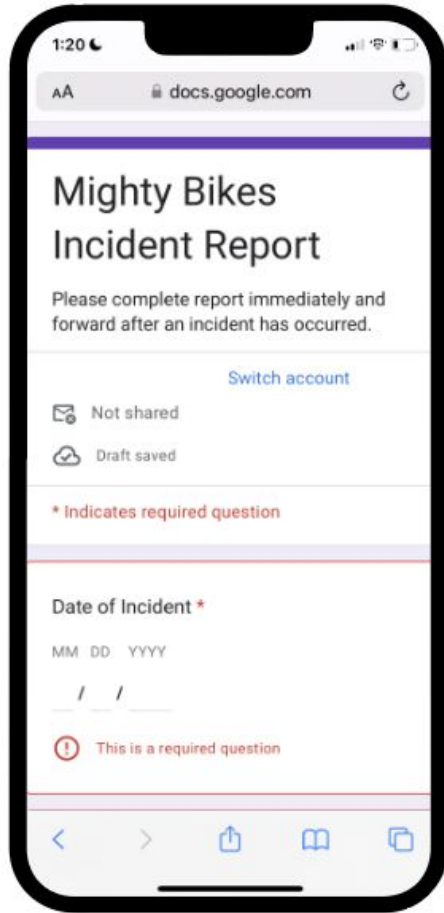 1:20
AA docs.google.com
Mighty Bikes
Incident Report
Please complete report immediately and
forward after an incident has occurred.
Switch account
Not shared
Draft saved
* Indicates required question
Date of Incident *
MM DD YYYY
/ /
This is a required question